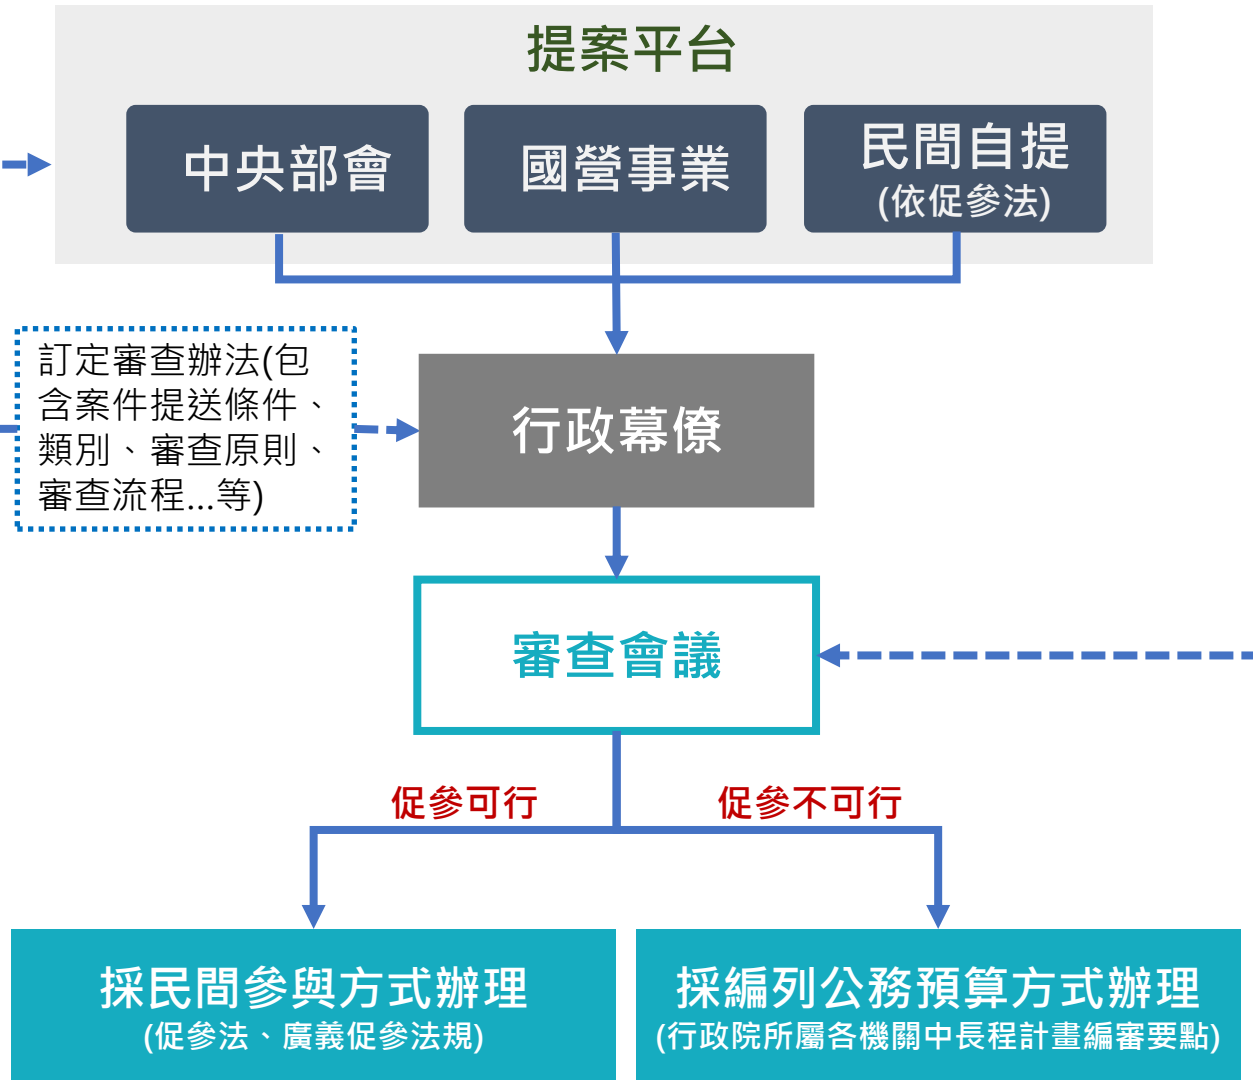 提案平台
中央部會
國營事業
民間自提
(依促參法)
訂定審查辦法(包
含案件提送條件、
類別、審查原則、
審查流程...等)
行政幕僚
審查會議
促參可行
促參不可行
採民間參與方式辦理
(促參法、廣義促參法規)
採編列公務預算方式辦理
(行政院所屬各機關中長程計畫編審要點)